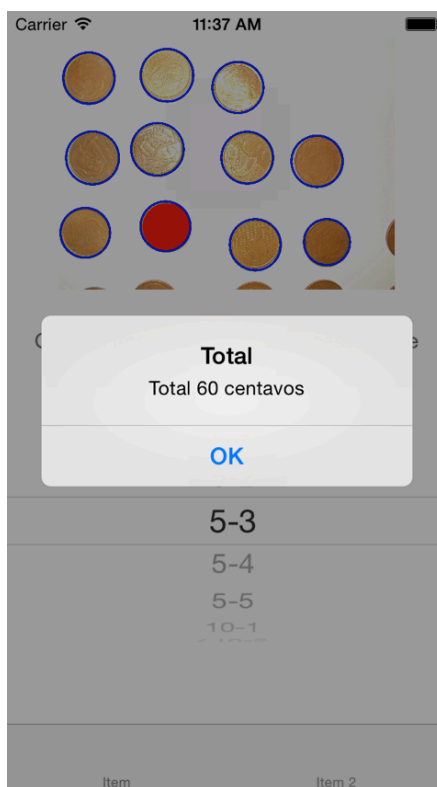 Carrier 11:37 AM
Total
Total 60 centavos
OK
5-3
5-4
5-5
10-1
Item Item 2